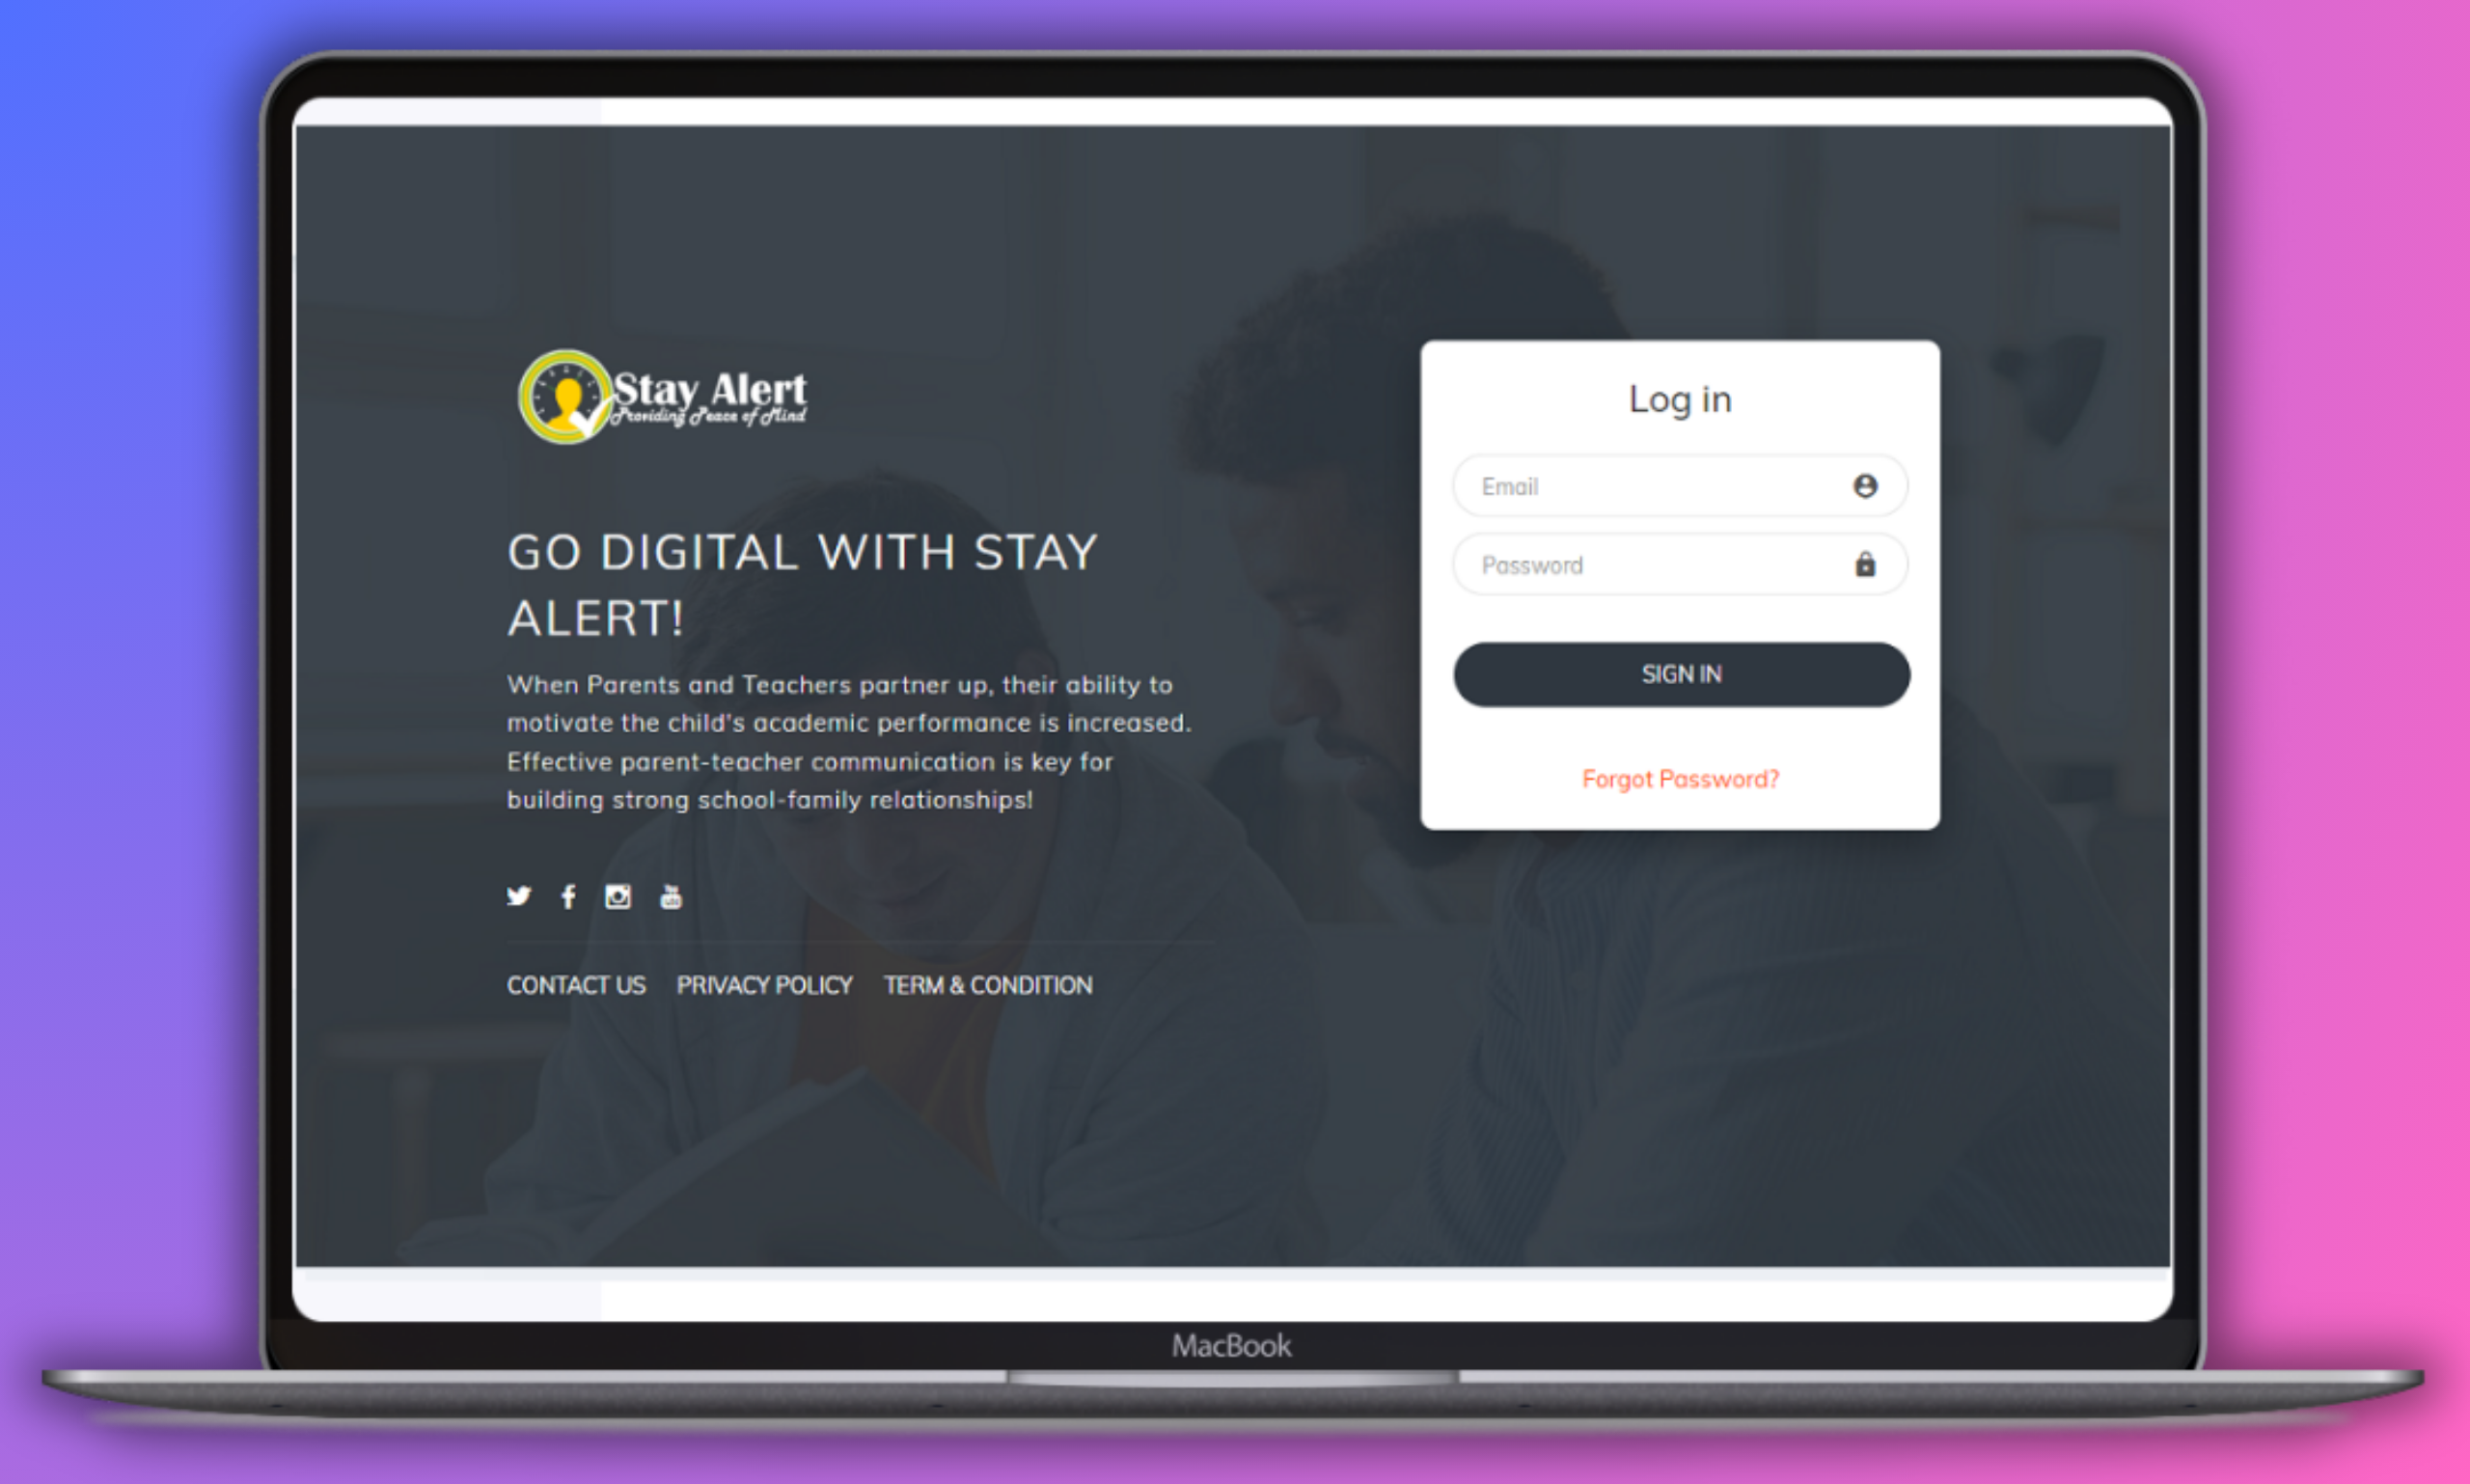 Stay Alert
Providing Peace of Mind
GO DIGITAL WITH STAY
ALERT!
When Parents and Teachers partner up, their ability to
motivate the child's academic performance is increased.
Effective parent-teacher communication is key for
building strong school-family relationships!
CONTACT US PRIVACY POLICY TERM & CONDITION
Log in
Email
Password
SIGN IN
Forgot Password?
MacBook